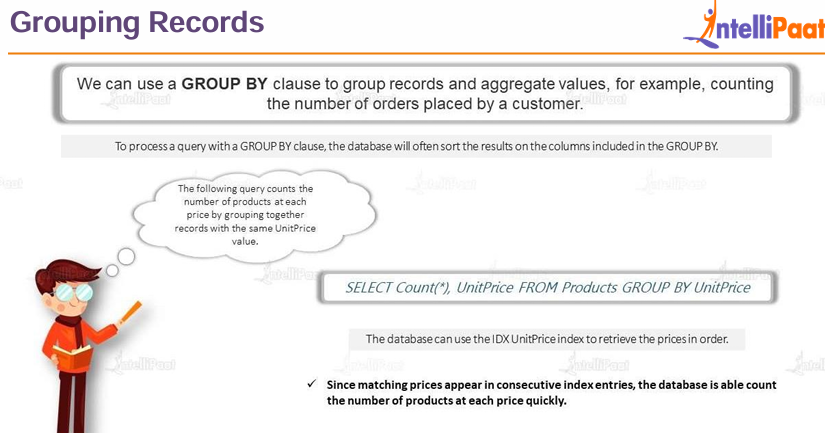 Grouping Records
IntelliPaat
We can use a GROUP BY clause to group records and aggregate values, for example, counting
the number of orders placed by a customer.
To process a query with a GROUP BY clause, the database will often sort the results on the columns included in the GROUP BY.
The following query counts the
number of products at each
price by grouping together
records with the same UnitPrice
value.
SELECT Count(*), UnitPrice FROM Products GROUP BY UnitPrice
The database can use the IDX UnitPrice index to retrieve the prices in order.
✓ Since matching prices appear in consecutive index entries, the database is able count
the number of products at each price quickly.